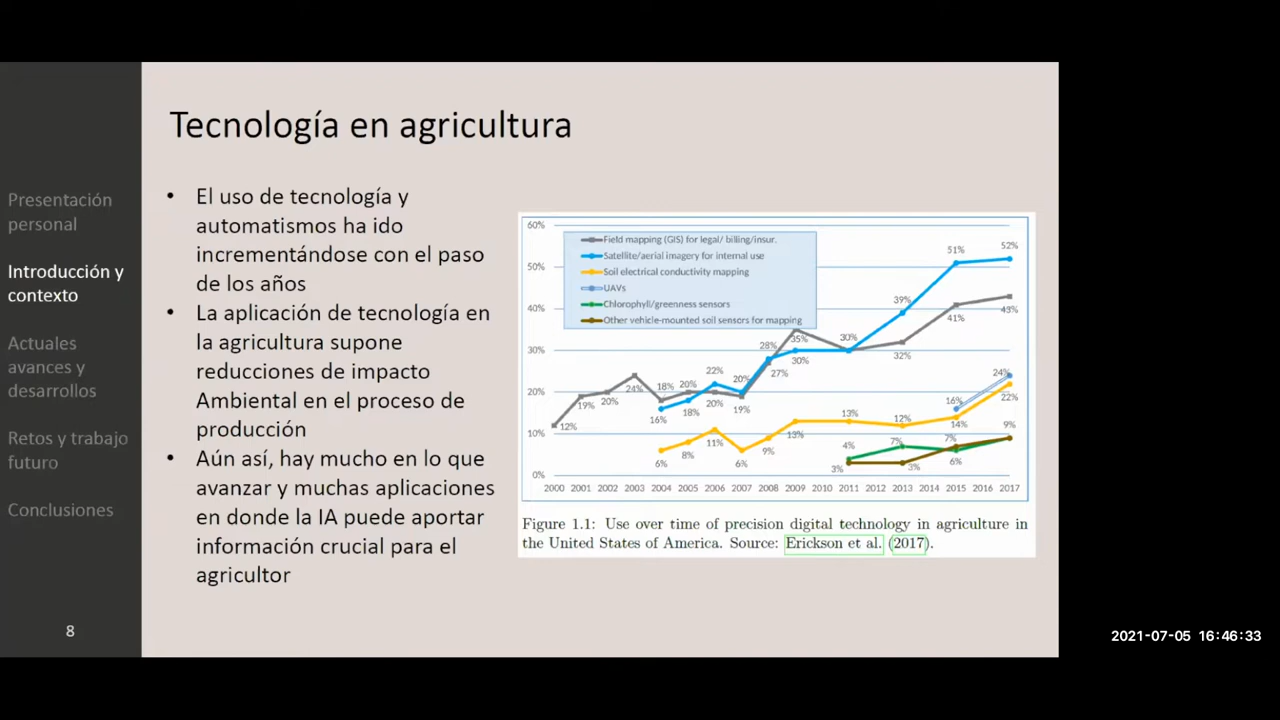 Tecnología en agricultura
Presentación
personal
Introducción y
contexto
Actuales
avances y
desarrollos
Retos y trabajo
futuro
Conclusiones
8
• El uso de tecnología y
automatismos ha ido
incrementándose con el paso
de los años
• La aplicación de tecnología en
la agricultura supone
reducciones de impacto
Ambiental en el proceso de
producción
• Aún así, hay mucho en lo que
avanzar y muchas aplicaciones
en donde la IA puede aportar
información crucial para el
agricultor
60%
50%
40%
30%
20%
10%
0%
Field mapping (GIS) for legal/ billing/insur.
Satellite/aerial imagery for internal use
Soil electrical conductivity mapping
UAVs
Chlorophyll/greenness sensors
Other vehicle-mounted soil sensors for mapping
12% 19% 20% 24% 18% 20% 20% 19% 27% 35% 30% 32% 41% 43%
16% 18% 22% 20% 28% 30% 39% 51% 52%
6% 8% 11% 6% 9% 13% 13% 12% 14% 22%
16% 24%
4% 7% 6% 9%
3% 3% 7%
2000 2001 2002 2003 2004 2005 2006 2007 2008 2009 2010 2011 2012 2013 2014 2015 2016 2017
Figure 1.1: Use over time of precision digital technology in agriculture in
the United States of America. Source: Erickson et al. (2017).
2021-07-05 16:46:33